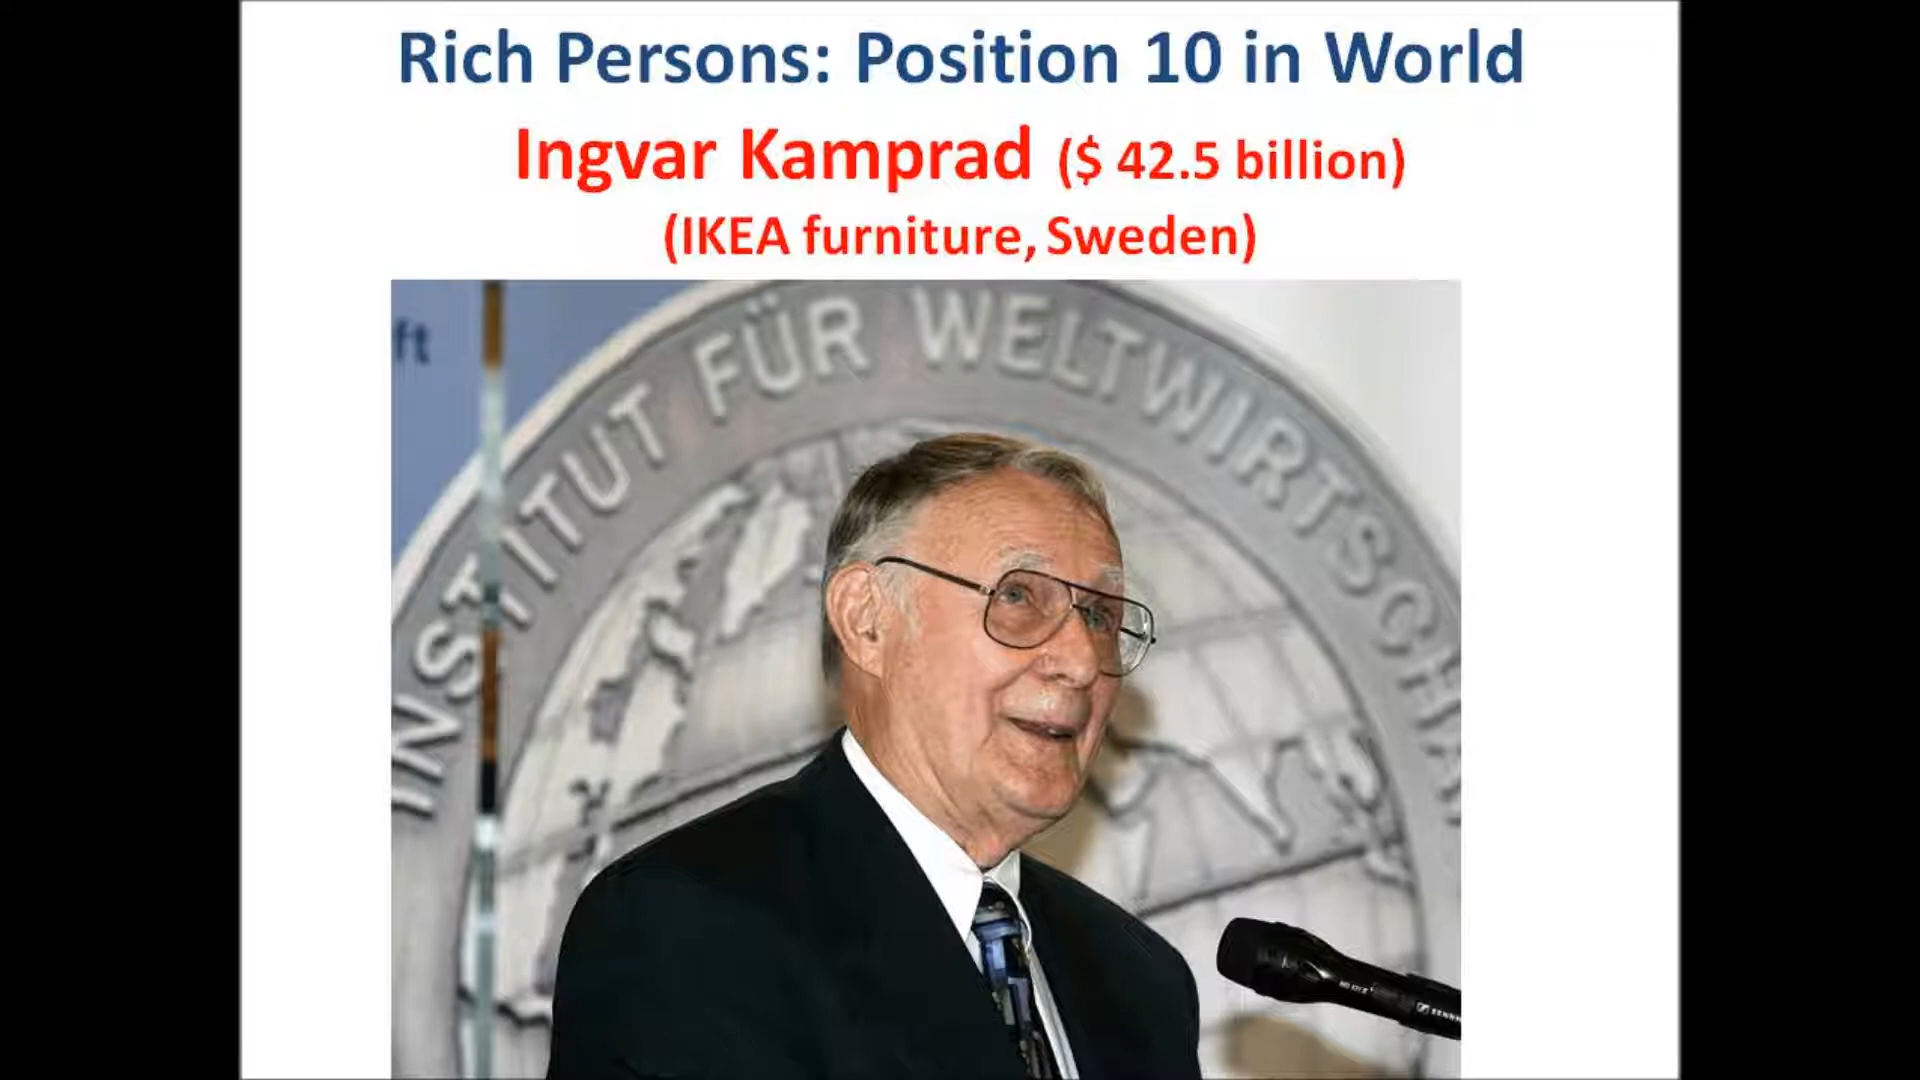 Rich Persons: Position 10 in World
Ingvar Kamprad ($ 42.5 billion)
(IKEA furniture, Sweden)
ft
INSTITUT FÜR WELTWIRTSCHA